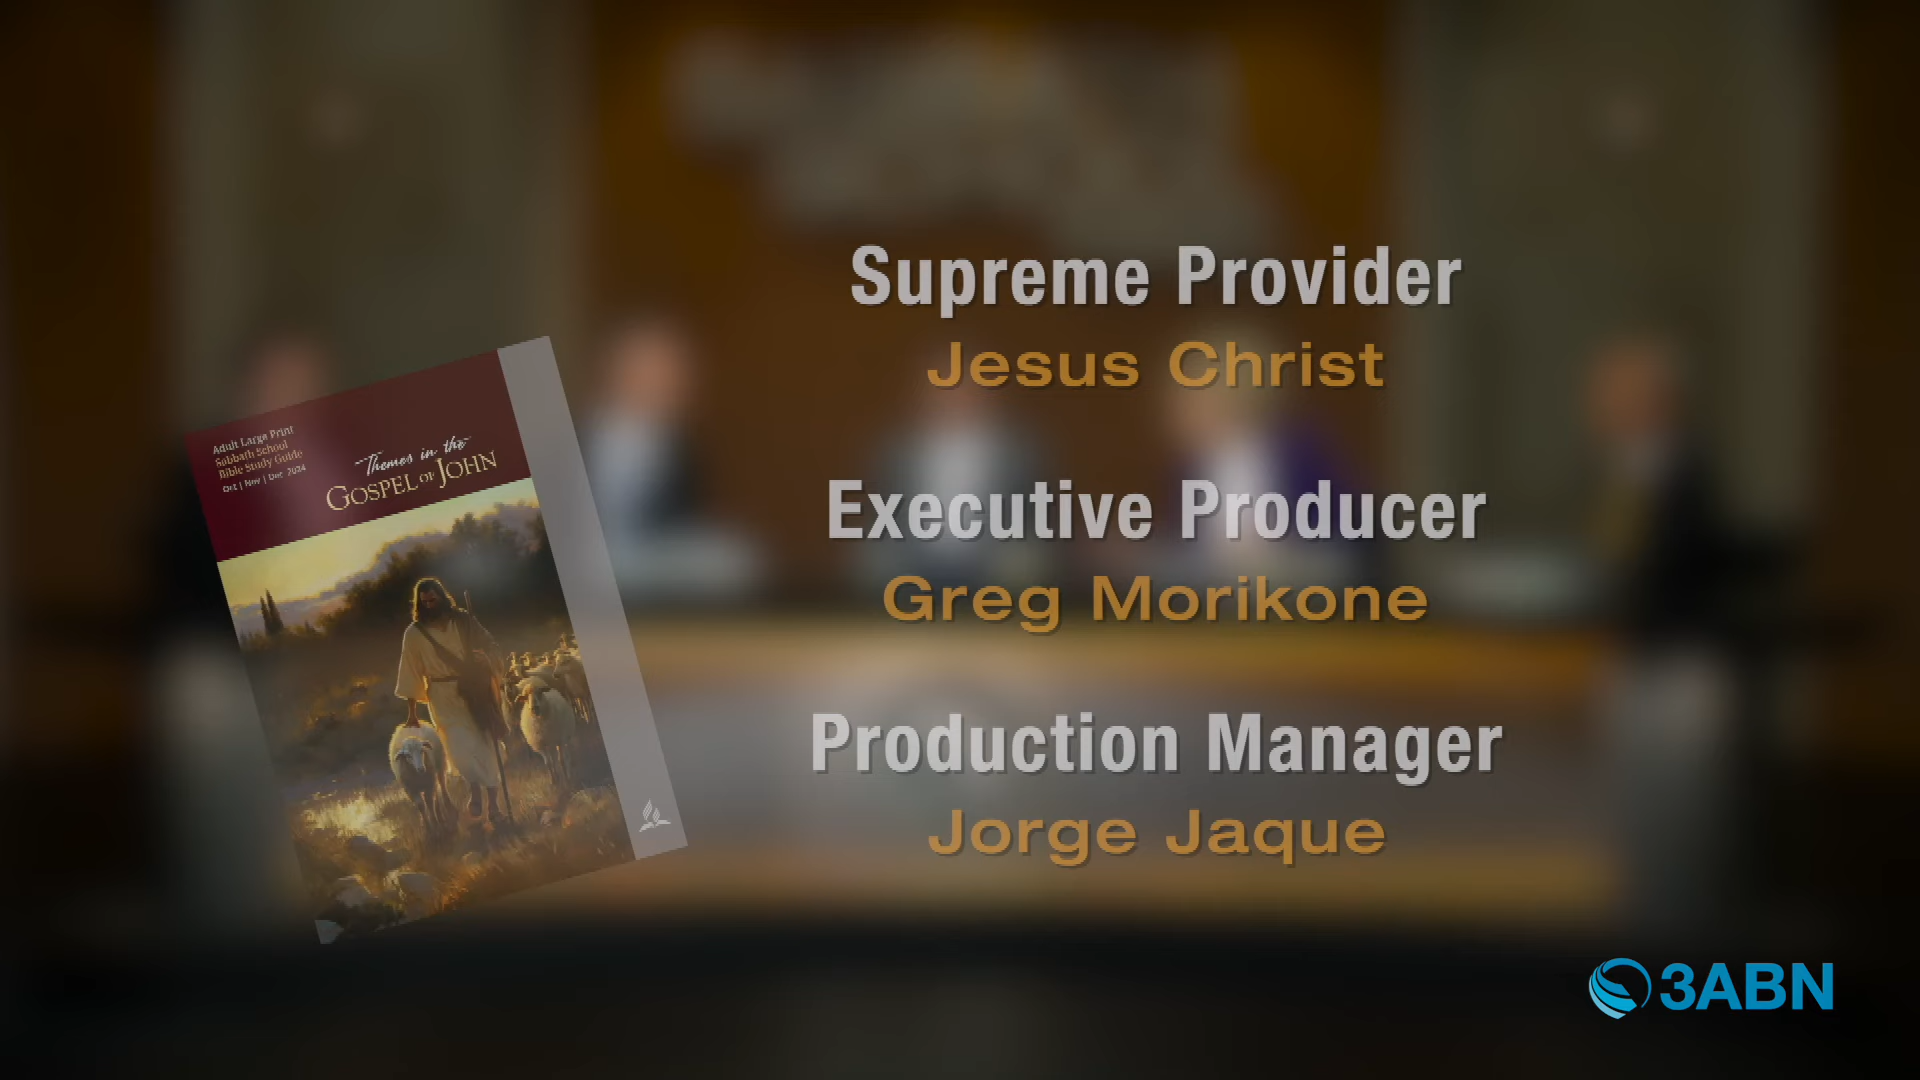 Supreme Provider
Jesus Christ
Executive Producer
Greg Morikone
Production Manager
Jorge Jaque
Adult Large Print
Sabbath School
Bible Study Guide
Oct | Nov | Dec 2024
Themes in the
GOSPEL OF JOHN
3ABN